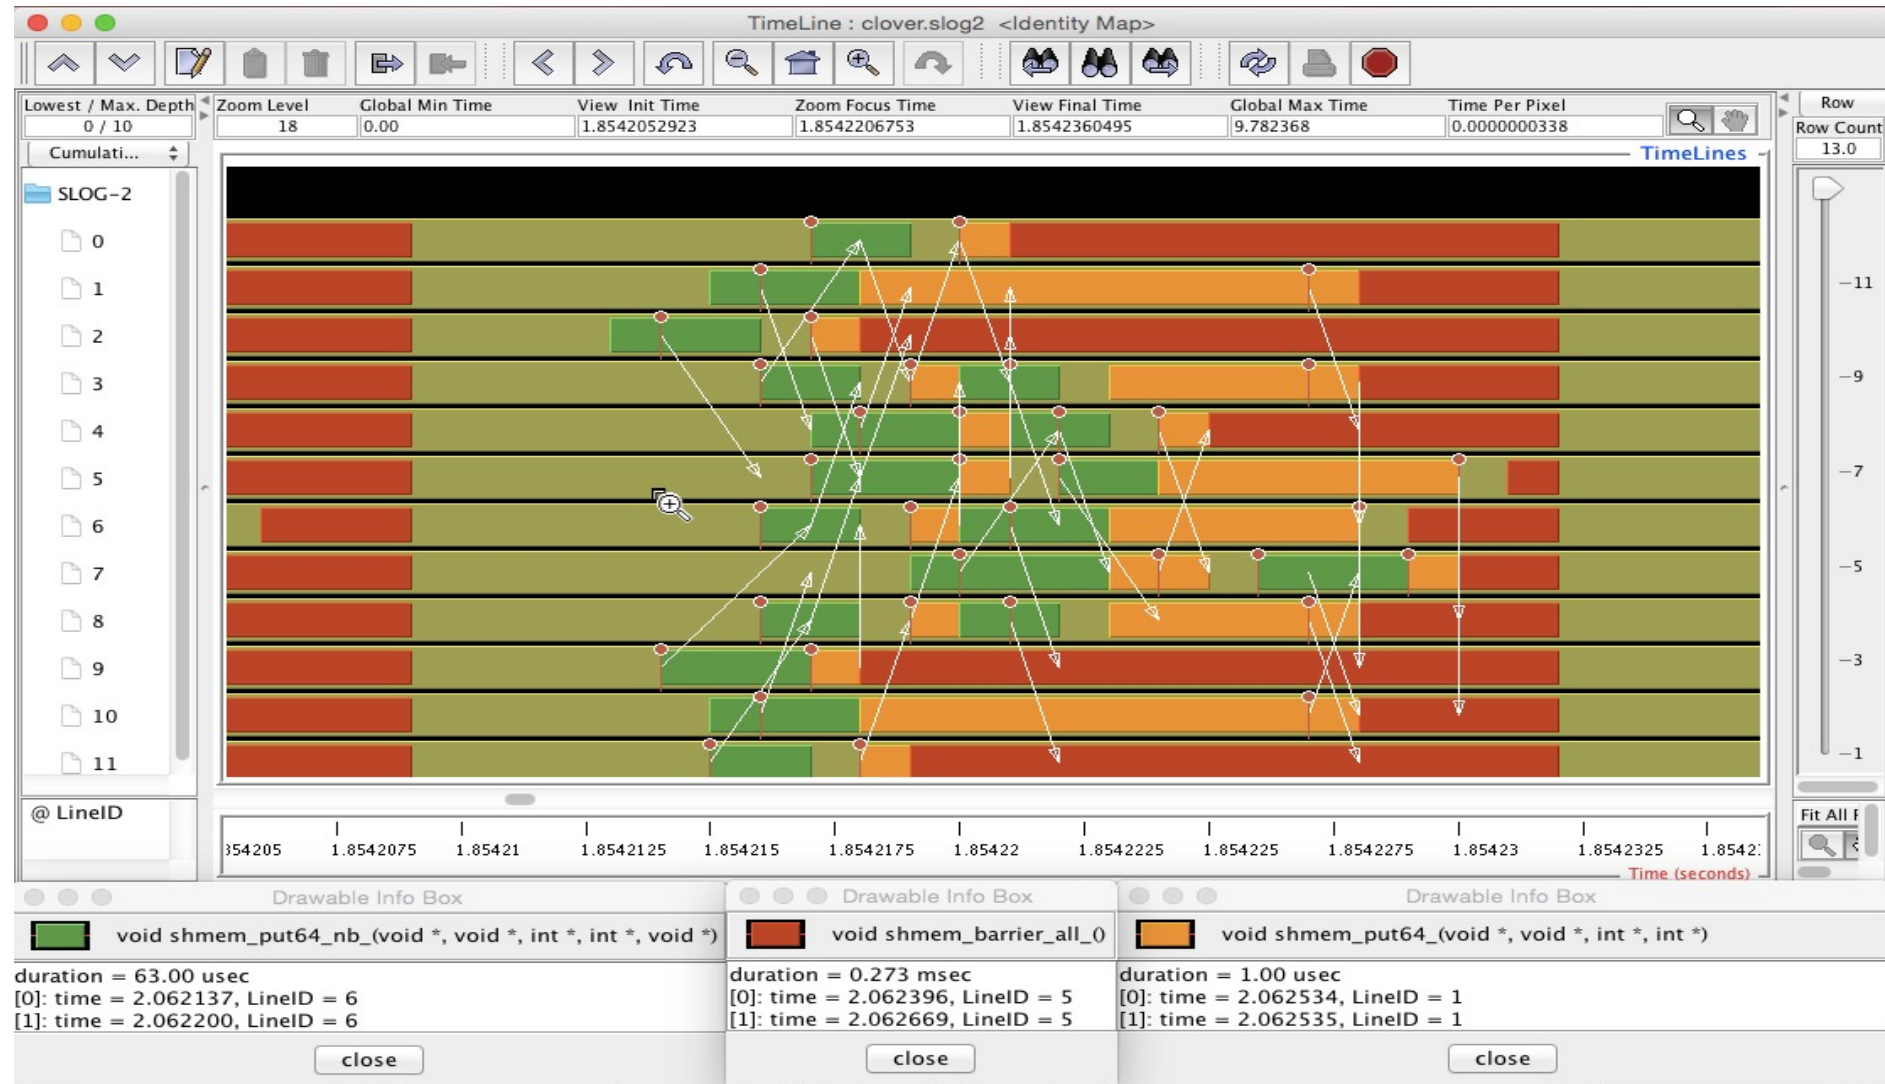 TimeLine : clover.slog2 <Identity Map>
Lowest / Max. Depth Zoom Level Global Min Time View Init Time Zoom Focus Time View Final Time Global Max Time Time Per Pixel Row
0 / 10 18 0.00 1.8542052923 1.8542206753 1.8542360495 9.782368 0.0000000338 Row Count
Cumulati... TimeLines 13.0
SLOG-2
0
1
2
3
4
5
6
7
8
9
10
11
-11
-9
-7
-5
-3
-1
@ LineID
Fit All
354205 1.8542075 1.85421 1.8542125 1.854215 1.8542175 1.85422 1.8542225 1.854225 1.8542275 1.85423 1.8542325 1.8542:
Time (seconds)
Drawable Info Box Drawable Info Box Drawable Info Box
void shmem_put64_nb_(void *, void *, int *, int *, void *) void shmem_barrier_all_() void shmem_put64_(void *, void *, int *, int *)
duration = 63.00 usec duration = 0.273 msec duration = 1.00 usec
[0]: time = 2.062137, LineID = 6 [0]: time = 2.062396, LineID = 5 [0]: time = 2.062534, LineID = 1
[1]: time = 2.062200, LineID = 6 [1]: time = 2.062669, LineID = 5 [1]: time = 2.062535, LineID = 1
close close close